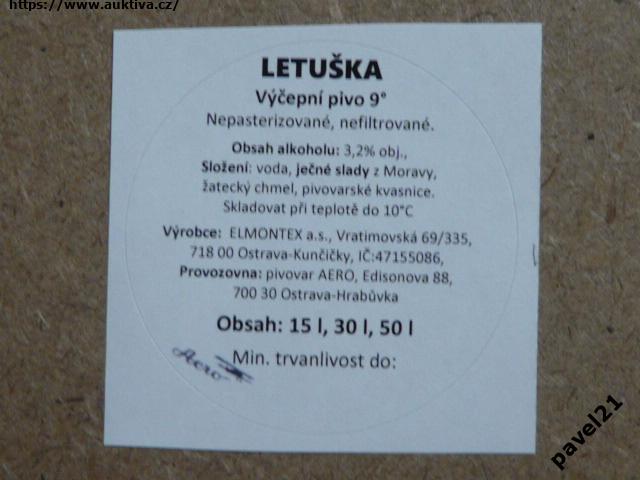 https://www.auktiva.cz/
LETUŠKA
Výčepní pivo 9°
Nepasterizované, nefiltrované.
Obsah alkoholu: 3,2% obj.,
Složení: voda, ječné slady z Moravy,
žatecký chmel, pivovarské kvasnice.
Skladovat při teplotě do 10°C
Výrobce: ELMONTEX a.s., Vratimovská 69/335,
718 00 Ostrava-Kunčičky, IČ:47155086,
Provozovna: pivovar AERO, Edisonova 88,
700 30 Ostrava-Hrabůvka
Obsah: 15 l, 30 l, 50 l
Min. trvanlivost do:
Aero
pavel21